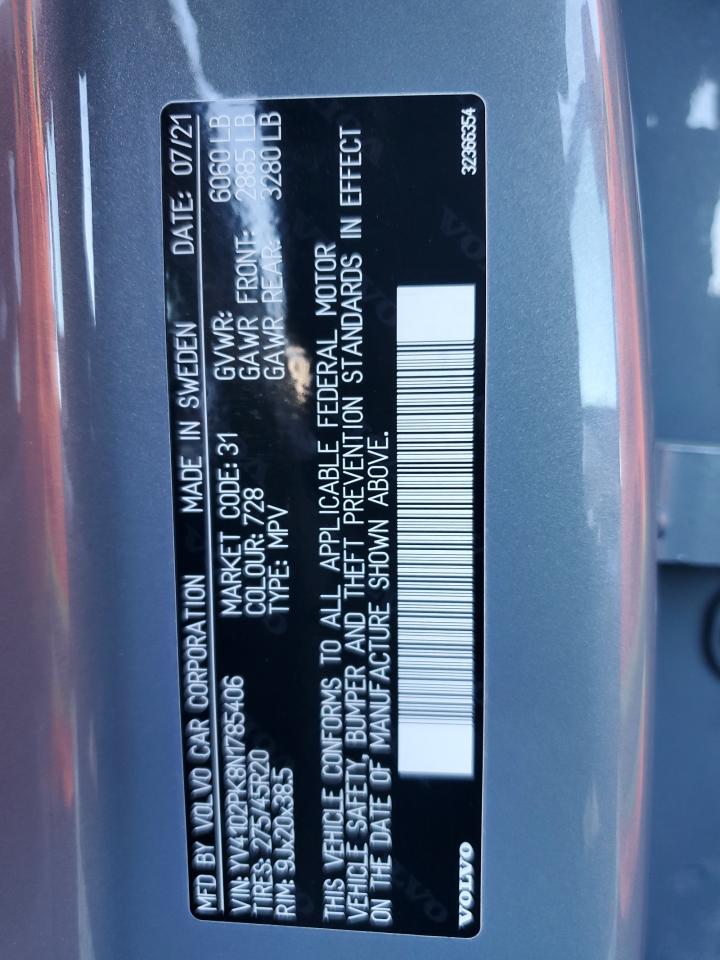 MFD BY VOLVO CAR CORPORATION MADE IN SWEDEN DATE: 07/21
VIN: YV4102PK8N1785406 MARKET CODE: 31 GVWR: 6060 LB
TIRES: 275/45R20 COLOUR: 728 GAWR FRONT: 2885 LB
RIM: 9Jx20x38.5 TYPE: MPV GAWR REAR: 3280 LB
THIS VEHICLE CONFORMS TO ALL APPLICABLE FEDERAL MOTOR
VEHICLE SAFETY, BUMPER AND THEFT PREVENTION STANDARDS IN EFFECT
ON THE DATE OF MANUFACTURE SHOWN ABOVE.
VOLVO 32366354